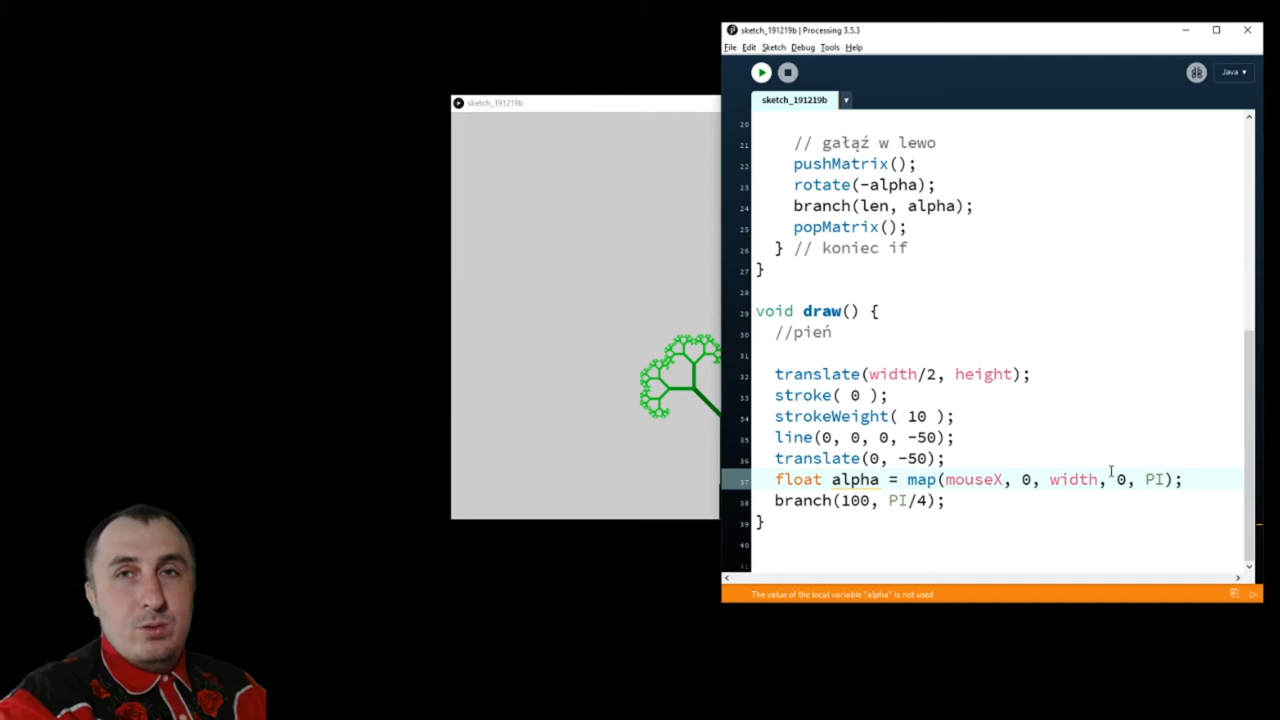 sketch_191219b | Processing 3.5.3
File Edit Sketch Debug Tools Help
Java ▾
sketch_191219b
sketch_191219b
20
21 // gałąź w lewo
22 pushMatrix();
23 rotate(-alpha);
24 branch(len, alpha);
25 popMatrix();
26 } // koniec if
27 }
28
29 void draw() {
30 //pień
31
32 translate(width/2, height);
33 stroke( 0 );
34 strokeWeight( 10 );
35 line(0, 0, 0, -50);
36 translate(0, -50);
37 float alpha = map(mouseX, 0, width, 0, PI);
38 branch(100, PI/4);
39 }
40
41
The value of the local variable "alpha" is not used